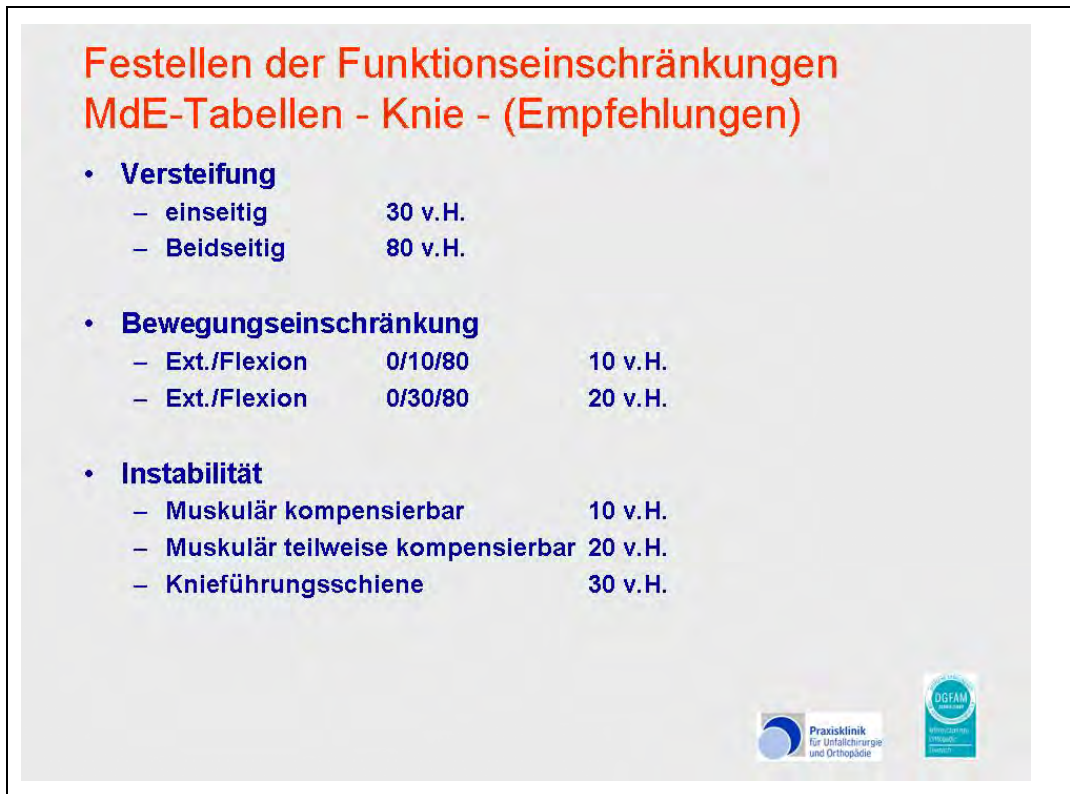 Festellen der Funktionseinschränkungen
MdE-Tabellen - Knie - (Empfehlungen)
• Versteifung
– einseitig 30 v.H.
– Beidseitig 80 v.H.
• Bewegungseinschränkung
– Ext./Flexion 0/10/80 10 v.H.
– Ext./Flexion 0/30/80 20 v.H.
• Instabilität
– Muskulär kompensierbar 10 v.H.
– Muskulär teilweise kompensierbar 20 v.H.
– Knieführungsschiene 30 v.H.
Praxisklinik
für Unfallchirurgie
und Orthopädie
DGFAM